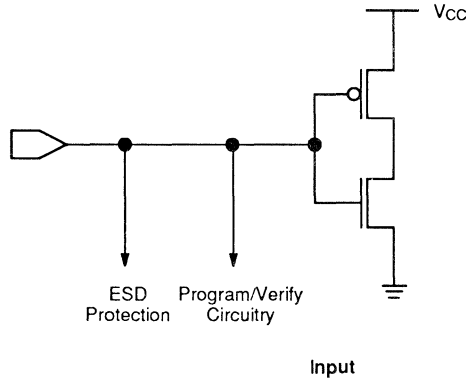 VCC
ESD
Protection
Program/Verify
Circuitry
Input